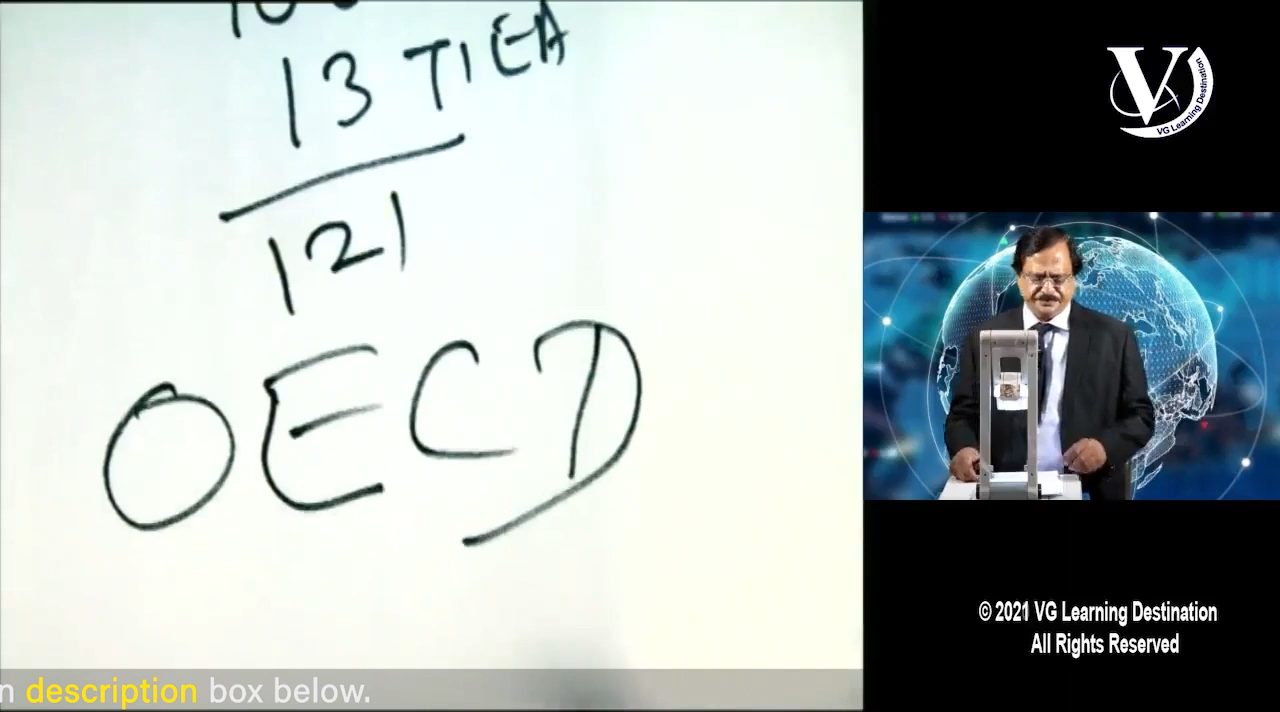 13 TIEA
121
OECD
V
VG Learning Destination
© 2021 VG Learning Destination
All Rights Reserved
n description box below.